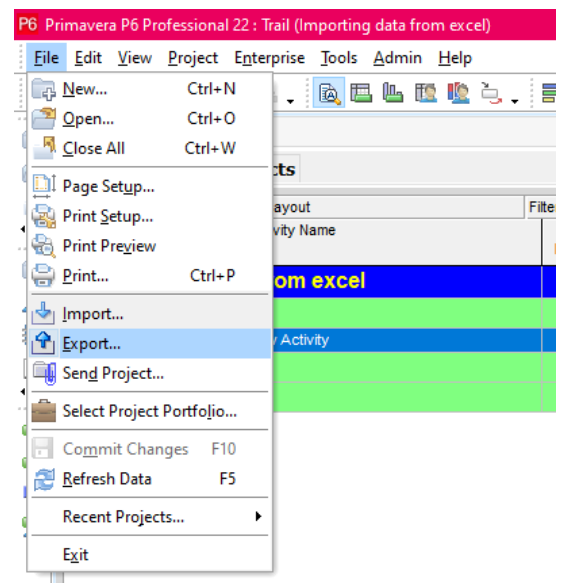 P6 Primavera P6 Professional 22 : Trail (Importing data from excel)
File Edit View Project Enterprise Tools Admin Help
New... Ctrl+N
Open... Ctrl+O
Close All Ctrl+W
cts
Page Setup...
ayout Filte
Print Setup...
vity Name
Print Preview
Print... Ctrl+P
om excel
Import...
Export...
y Activity
Send Project...
Select Project Portfolio...
Commit Changes F10
Refresh Data F5
Recent Projects...
Exit